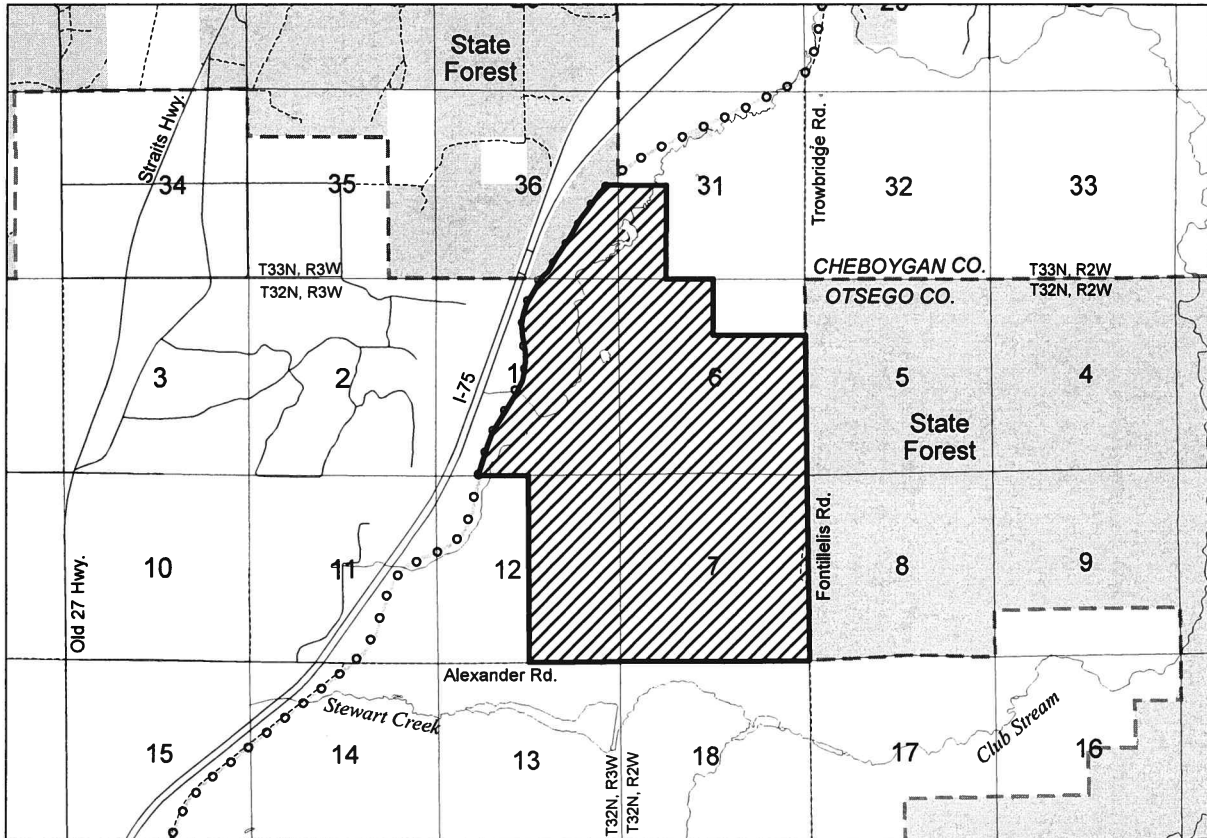 State
Forest
Straits Hwy.
34
35
36
31
Trowbridge Rd.
32
33
T33N, R3W
T32N, R3W
CHEBOYGAN CO.
OTSEGO CO.
T33N, R2W
T32N, R2W
3
2
I-75
1
6
5
4
State
Forest
Old 27 Hwy.
10
11
12
7
Fontillelis Rd.
8
9
Alexander Rd.
Stewart Creek
Club Stream
15
14
13
T32N, R3W
T32N, R2W
18
17
16